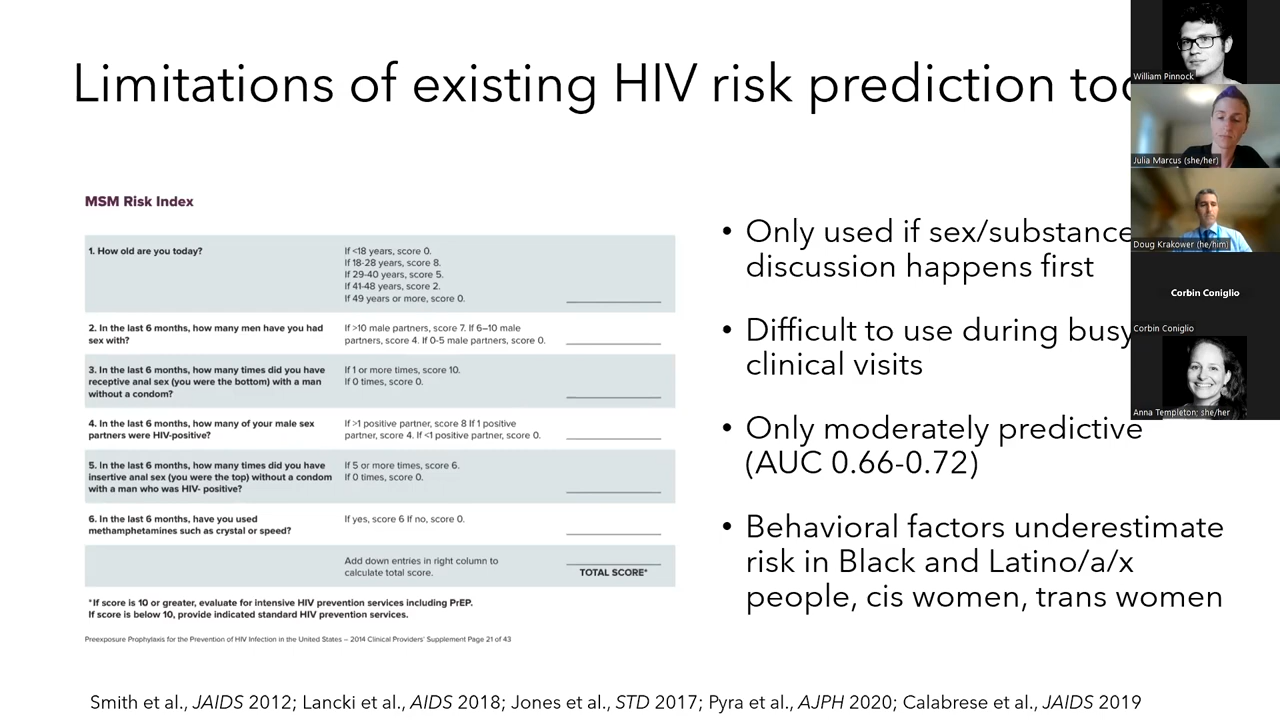 Limitations of existing HIV risk prediction too
MSM Risk Index
1. How old are you today?
If <18 years, score 0.
If 18-28 years, score 8.
If 29-40 years, score 5.
If 41-48 years, score 2.
If 49 years or more, score 0.
2. In the last 6 months, how many men have you had
sex with?
If >10 male partners, score 7. If 6–10 male
partners, score 4. If 0-5 male partners, score 0.
3. In the last 6 months, how many times did you have
receptive anal sex (you were the bottom) with a man
without a condom?
If 1 or more times, score 10.
If 0 times, score 0.
4. In the last 6 months, how many of your male sex
partners were HIV-positive?
If >1 positive partner, score 8 If 1 positive
partner, score 4. If <1 positive partner, score 0.
5. In the last 6 months, how many times did you have
insertive anal sex (you were the top) without a condom
with a man who was HIV- positive?
If 5 or more times, score 6.
If 0 times, score 0.
6. In the last 6 months, have you used
methamphetamines such as crystal or speed?
If yes, score 6 If no, score 0.
Add down entries in right column to
calculate total score.
TOTAL SCORE*
*If score is 10 or greater, evaluate for intensive HIV prevention services including PrEP.
If score is below 10, provide indicated standard HIV prevention services.
Preexposure Prophylaxis for the Prevention of HIV Infection in the United States – 2014 Clinical Providers' Supplement Page 21 of 43
• Only used if sex/substance
discussion happens first
• Difficult to use during busy
clinical visits
• Only moderately predictive
(AUC 0.66-0.72)
• Behavioral factors underestimate
risk in Black and Latino/a/x
people, cis women, trans women
Smith et al., JAIDS 2012; Lancki et al., AIDS 2018; Jones et al., STD 2017; Pyra et al., AJPH 2020; Calabrese et al., JAIDS 2019
William Pinnock
Julia Marcus (she/her)
Doug Krakower (he/him)
Corbin Coniglio
Corbin Coniglio
Anna Templeton; she/her